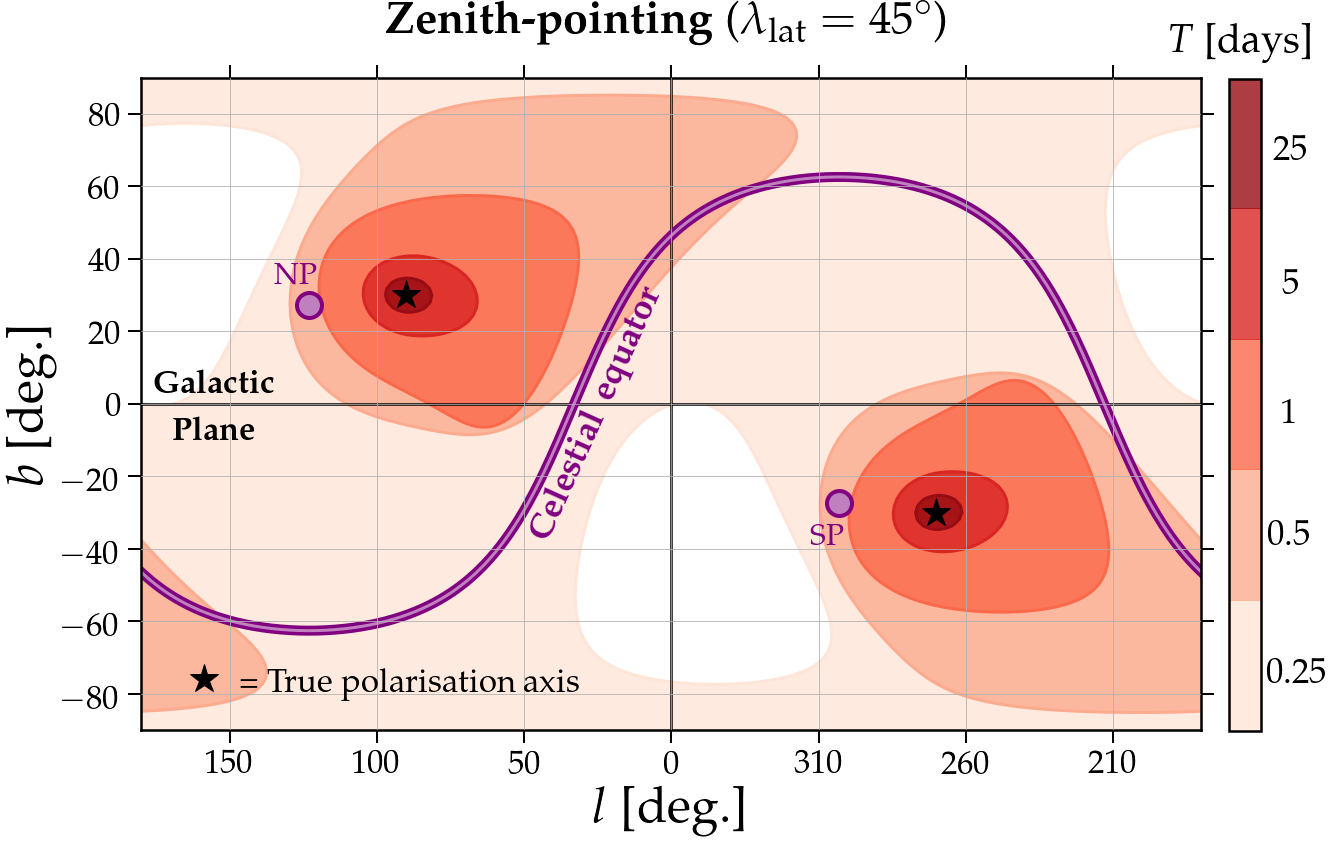 Zenith-pointing (λ_lat = 45°)
T [days]
80
60
40
20
0
−20
−40
−60
−80
b [deg.]
NP
Galactic
Plane
Celestial equator
SP
★ = True polarisation axis
25
5
1
0.5
0.25
150
100
50
0
310
260
210
l [deg.]